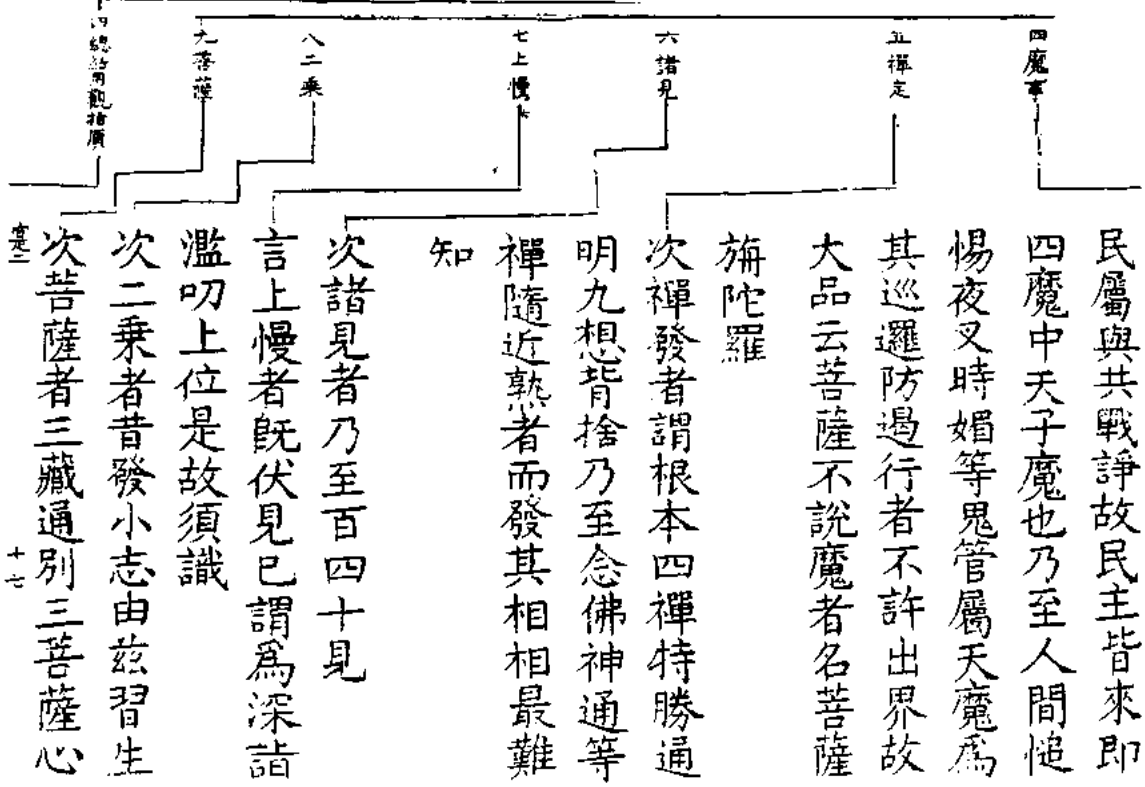 四魔事
五禪定
六諸見
七上慢
八二乘
九菩薩
民屬與共戰諍故民主皆來即
四魔中天子魔也乃至人間愷
惕夜叉時媚等鬼管屬天魔爲
其巡邏防遏行者不許出界故
大品云菩薩不說魔者名菩薩
旃陀羅
次禪發者謂根本四禪特勝通
明九想背捨乃至念佛神通等
禪隨近熟者而發其相相最難
知
次諸見者乃至百四十見
言上慢者旣伏見已謂爲深詣
濫叨上位是故須識
次二乘者昔發小志由茲習生
次菩薩者三藏通別三菩薩心
十七